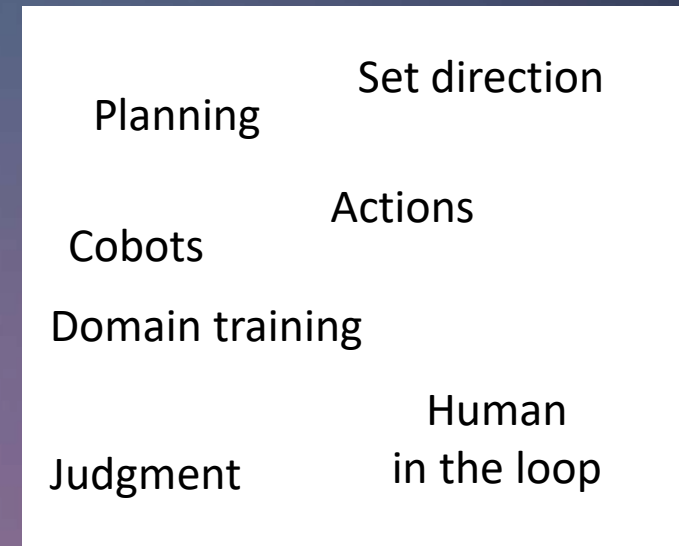 Set direction
Planning
Actions
Cobots
Domain training
Human
in the loop
Judgment